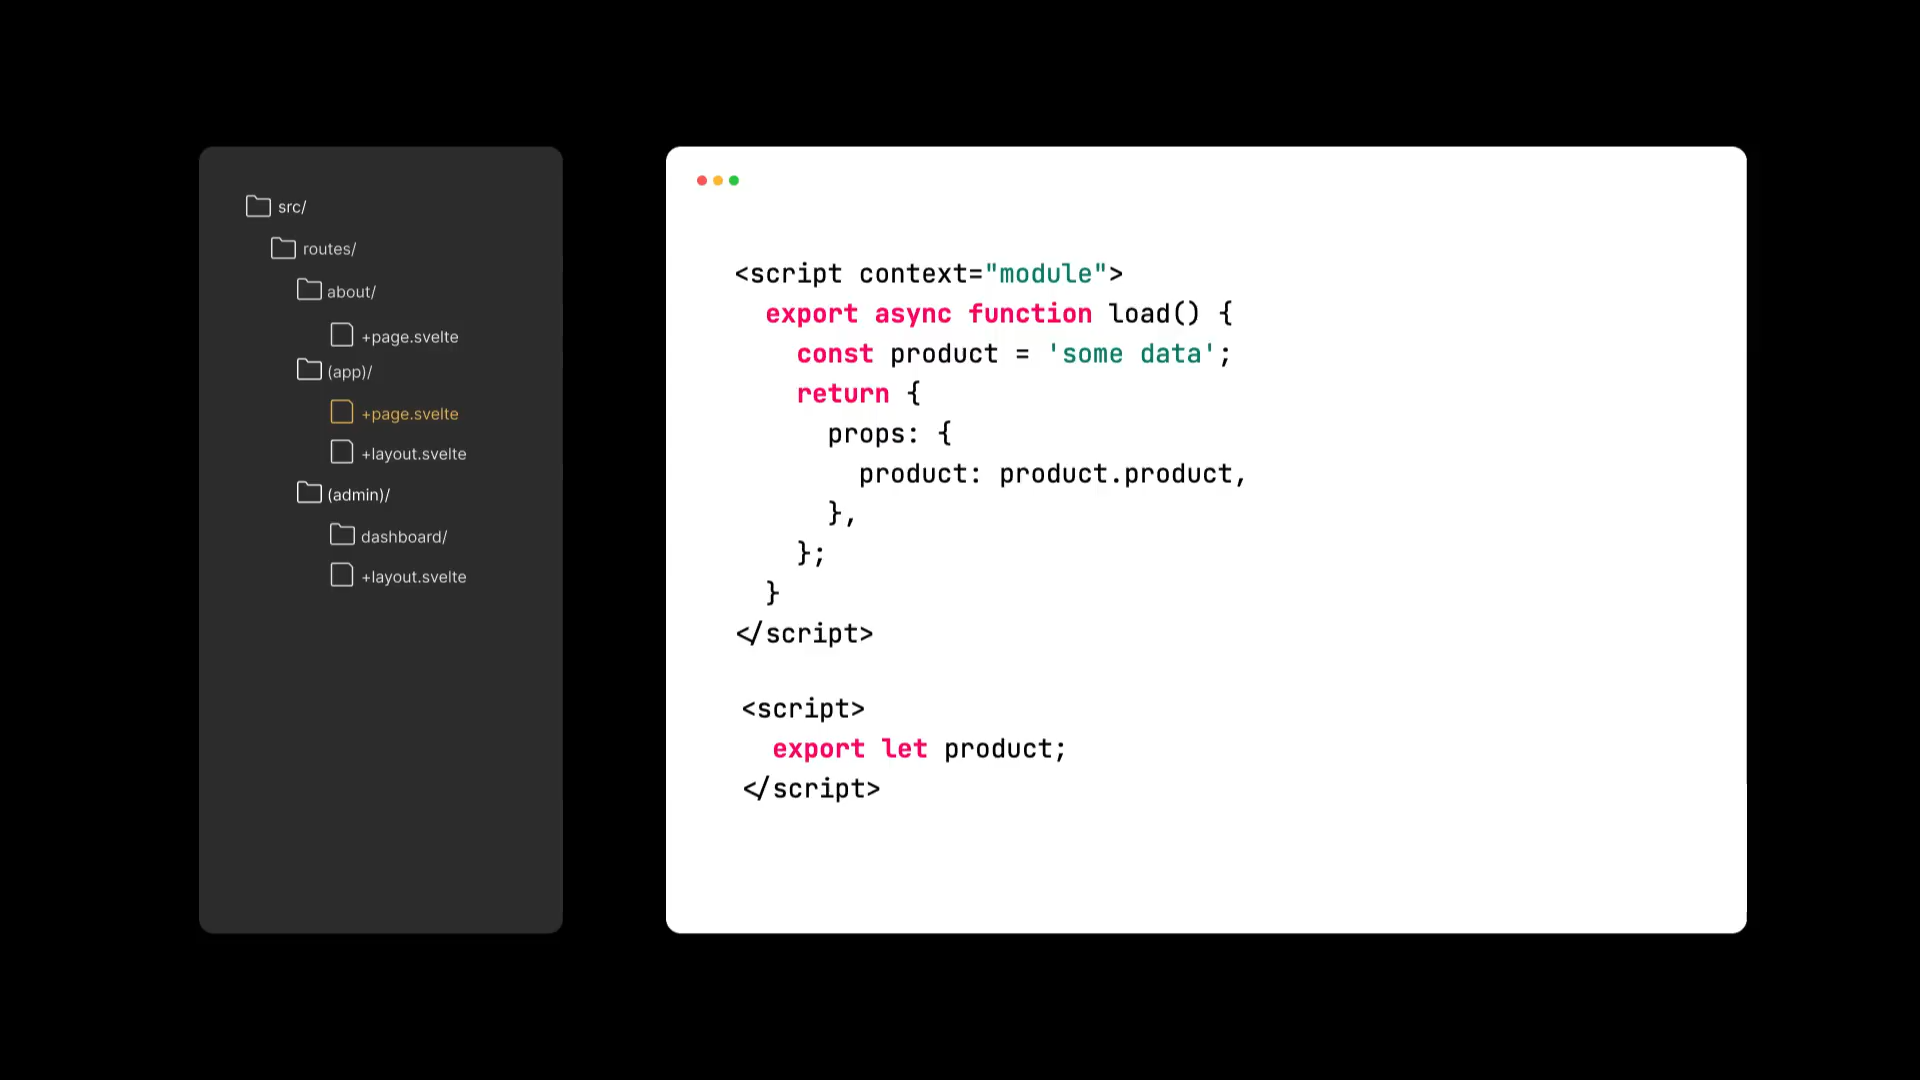 src/
routes/
about/
+page.svelte
(app)/
+page.svelte
+layout.svelte
(admin)/
dashboard/
+layout.svelte
<script context="module">
  export async function load() {
    const product = 'some data';
    return {
      props: {
        product: product.product,
      },
    };
  }
</script>
<script>
  export let product;
</script>